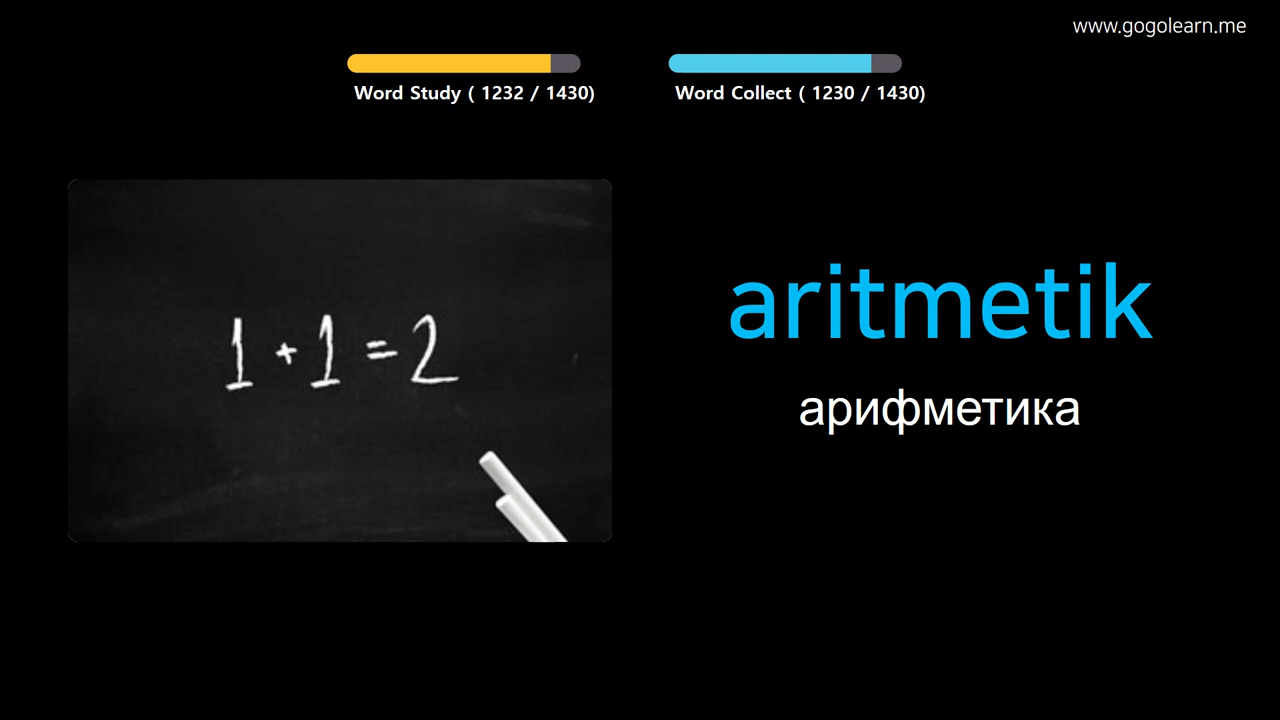 www.gogolearn.me
Word Study ( 1232 / 1430)
Word Collect ( 1230 / 1430)
1 + 1 = 2
aritmetik
арифметика